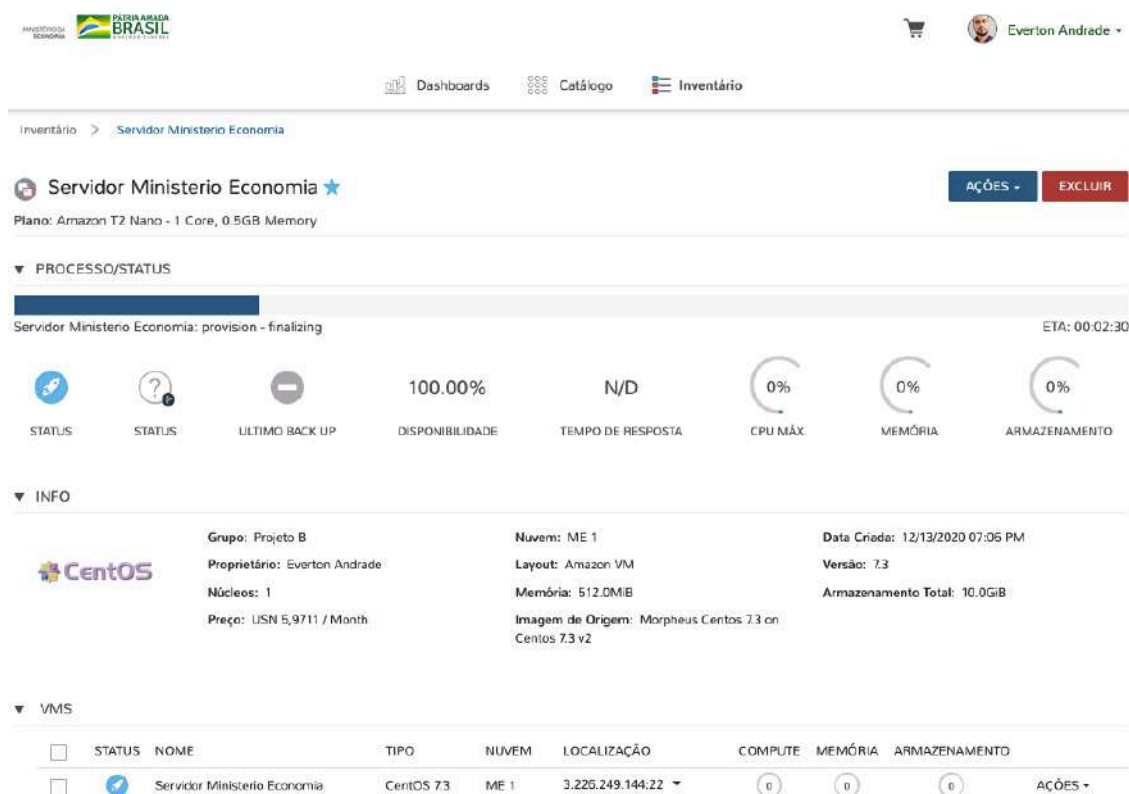 MINISTÉRIO DA
ECONOMIA
PÁTRIA AMADA
BRASIL
Everton Andrade
Dashboards
Catálogo
Inventário
Inventário > Servidor Ministerio Economia
Servidor Ministerio Economia
AÇÕES
EXCLUIR
Plano: Amazon T2 Nano - 1 Core, 0.5GB Memory
PROCESSO/STATUS
Servidor Ministerio Economia: provision - finalizing
ETA: 00:02:30
100.00%
N/D
0%
0%
0%
STATUS
STATUS
ULTIMO BACK UP
DISPONIBILIDADE
TEMPO DE RESPOSTA
CPU MÁX.
MEMÓRIA
ARMAZENAMENTO
INFO
CentOS
Grupo: Projeto B
Proprietário: Everton Andrade
Núcleos: 1
Preço: USN 5,9711 / Month
Nuvem: ME 1
Layout: Amazon VM
Memória: 512.0MiB
Imagem de Origem: Morpheus Centos 7.3 on
Centos 7.3 v2
Data Criada: 12/13/2020 07:06 PM
Versão: 7.3
Armazenamento Total: 10.0GiB
VMS
STATUS NOME TIPO NUVEM LOCALIZAÇÃO COMPUTE MEMÓRIA ARMAZENAMENTO
Servidor Ministerio Economia CentOS 7.3 ME 1 3.226.249.144:22 0 0 0 AÇÕES